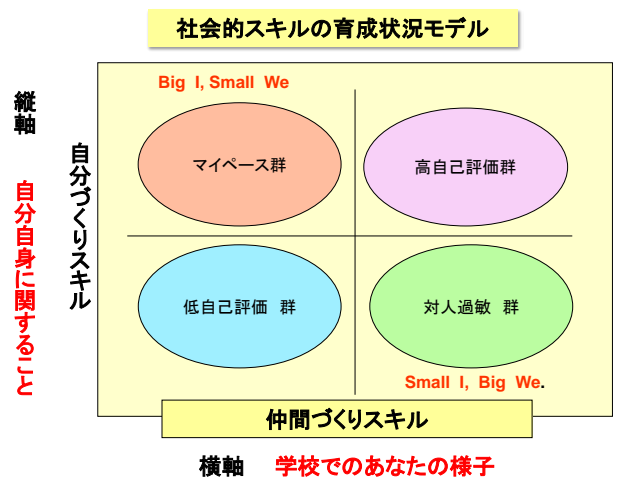 社会的スキルの育成状況モデル
Big I, Small We
縦軸 自分自身に関すること
自分づくりスキル
マイペース群
高自己評価群
低自己評価 群
対人過敏 群
Small I, Big We.
仲間づくりスキル
横軸 学校でのあなたの様子